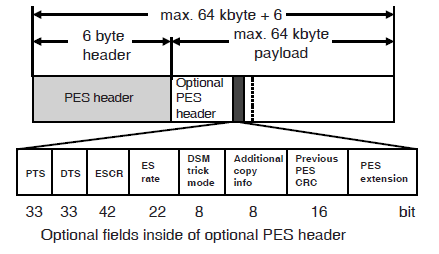 max. 64 kbyte + 6
6 byte
header
max. 64 kbyte
payload
PES header
Optional
PES
header
PTS
DTS
ESCR
ES
rate
DSM
trick
mode
Additional
copy
info
Previous
PES
CRC
PES
extension
33 33 42 22 8 8 16 bit
Optional fields inside of optional PES header